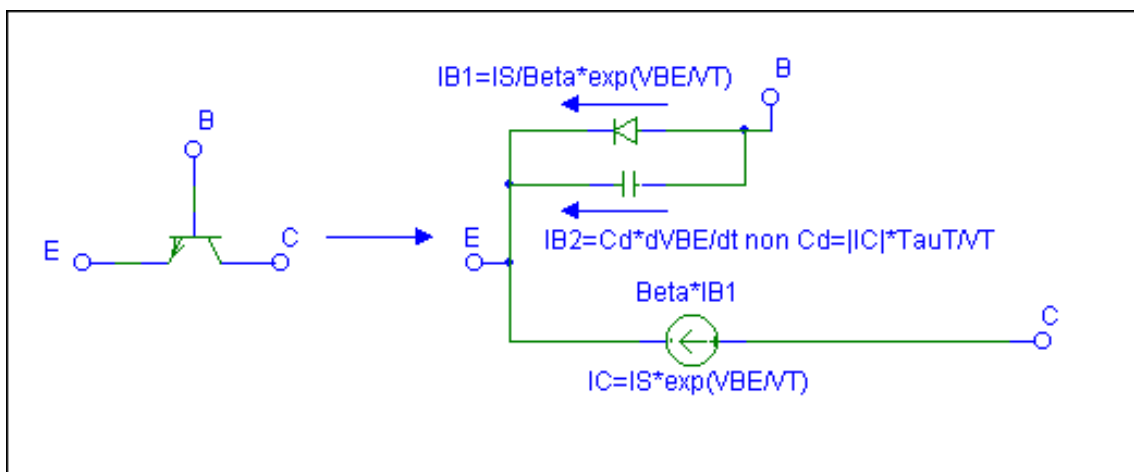 IB1=IS/Beta*exp(VBE/VT)
B
B
E
C
E
IB2=Cd*dVBE/dt non Cd=|IC|*TauT/VT
Beta*IB1
C
IC=IS*exp(VBE/VT)